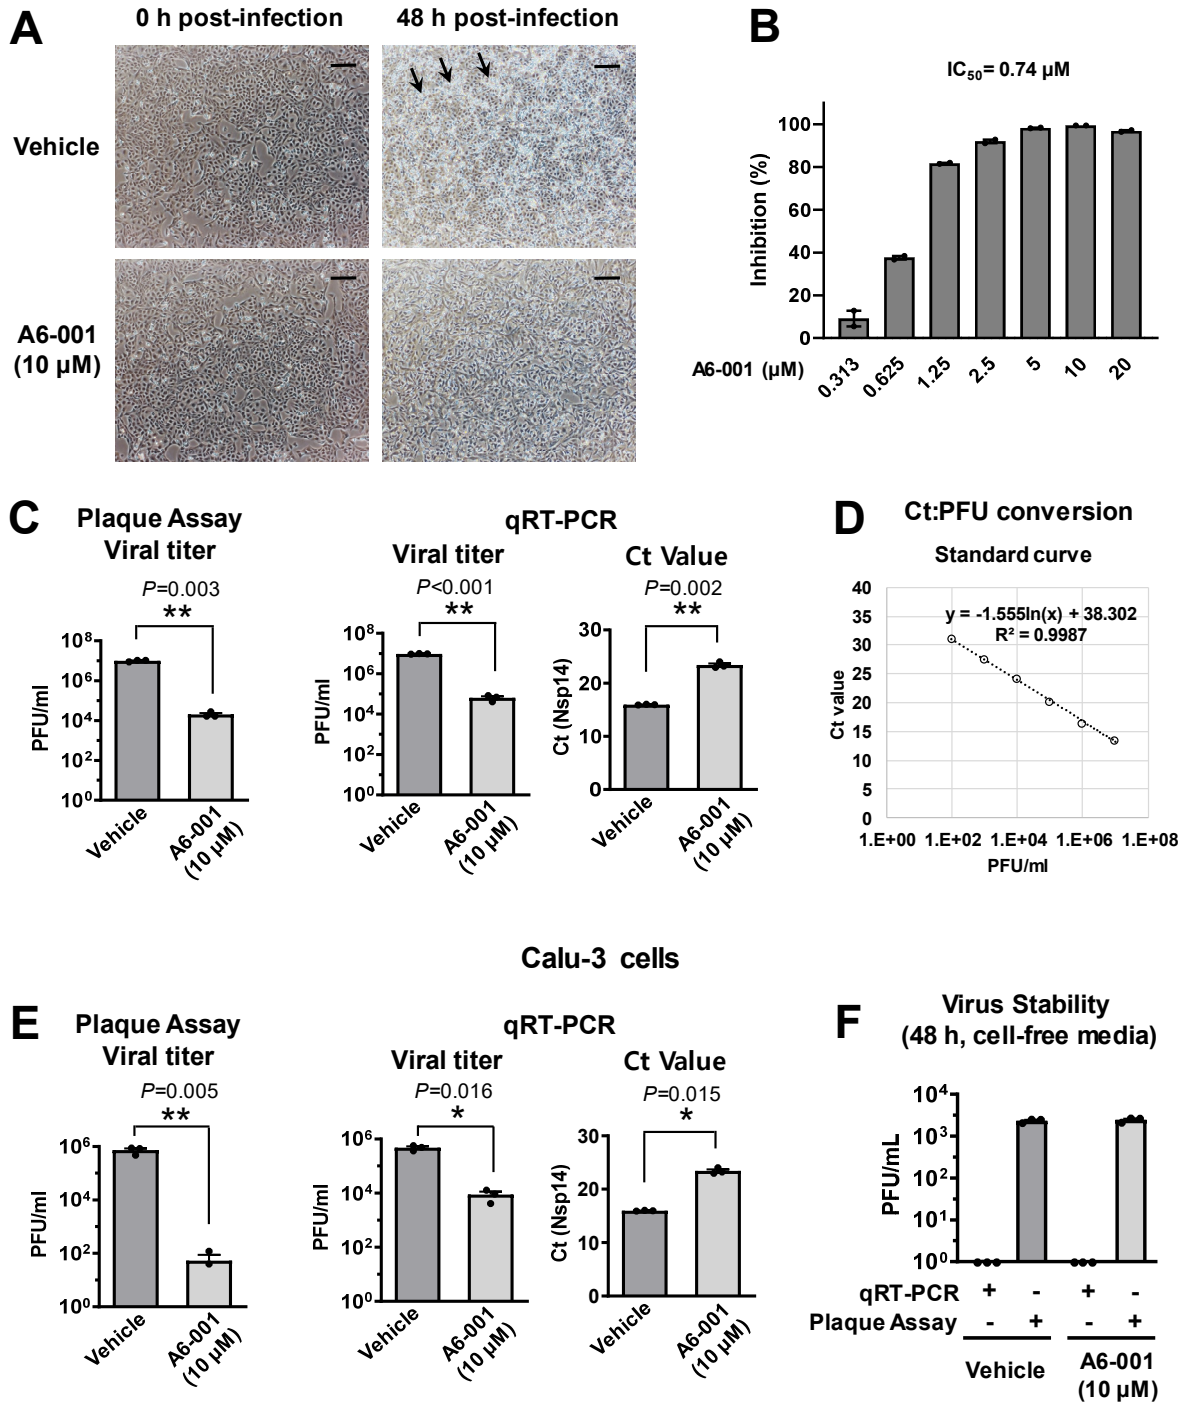 A
0 h post-infection
48 h post-infection
Vehicle
A6-001
(10 µM)
B
IC50= 0.74 µM
Inhibition (%)
100
80
60
40
20
0
A6-001 (µM)
0.313
0.625
1.25
2.5
5
10
20
C
Plaque Assay
Viral titer
P=0.003
**
PFU/ml
10^8
10^6
10^4
10^2
10^0
Vehicle
A6-001
(10 µM)
qRT-PCR
Viral titer
P<0.001
**
PFU/ml
10^8
10^6
10^4
10^2
10^0
Vehicle
A6-001
(10 µM)
Ct Value
P=0.002
**
Ct (Nsp14)
30
20
10
0
Vehicle
A6-001
(10 µM)
D
Ct:PFU conversion
Standard curve
y = -1.555ln(x) + 38.302
R² = 0.9987
Ct value
40
35
30
25
20
15
10
5
0
1.E+00 1.E+02 1.E+04 1.E+06 1.E+08
PFU/ml
Calu-3 cells
E
Plaque Assay
Viral titer
P=0.005
**
PFU/ml
10^6
10^4
10^2
10^0
Vehicle
A6-001
(10 µM)
qRT-PCR
Viral titer
P=0.016
*
PFU/ml
10^6
10^4
10^2
10^0
Vehicle
A6-001
(10 µM)
Ct Value
P=0.015
*
Ct (Nsp14)
30
20
10
0
Vehicle
A6-001
(10 µM)
F
Virus Stability
(48 h, cell-free media)
PFU/mL
10^4
10^3
10^2
10^1
10^0
qRT-PCR + - + -
Plaque Assay - + - +
Vehicle
A6-001
(10 µM)